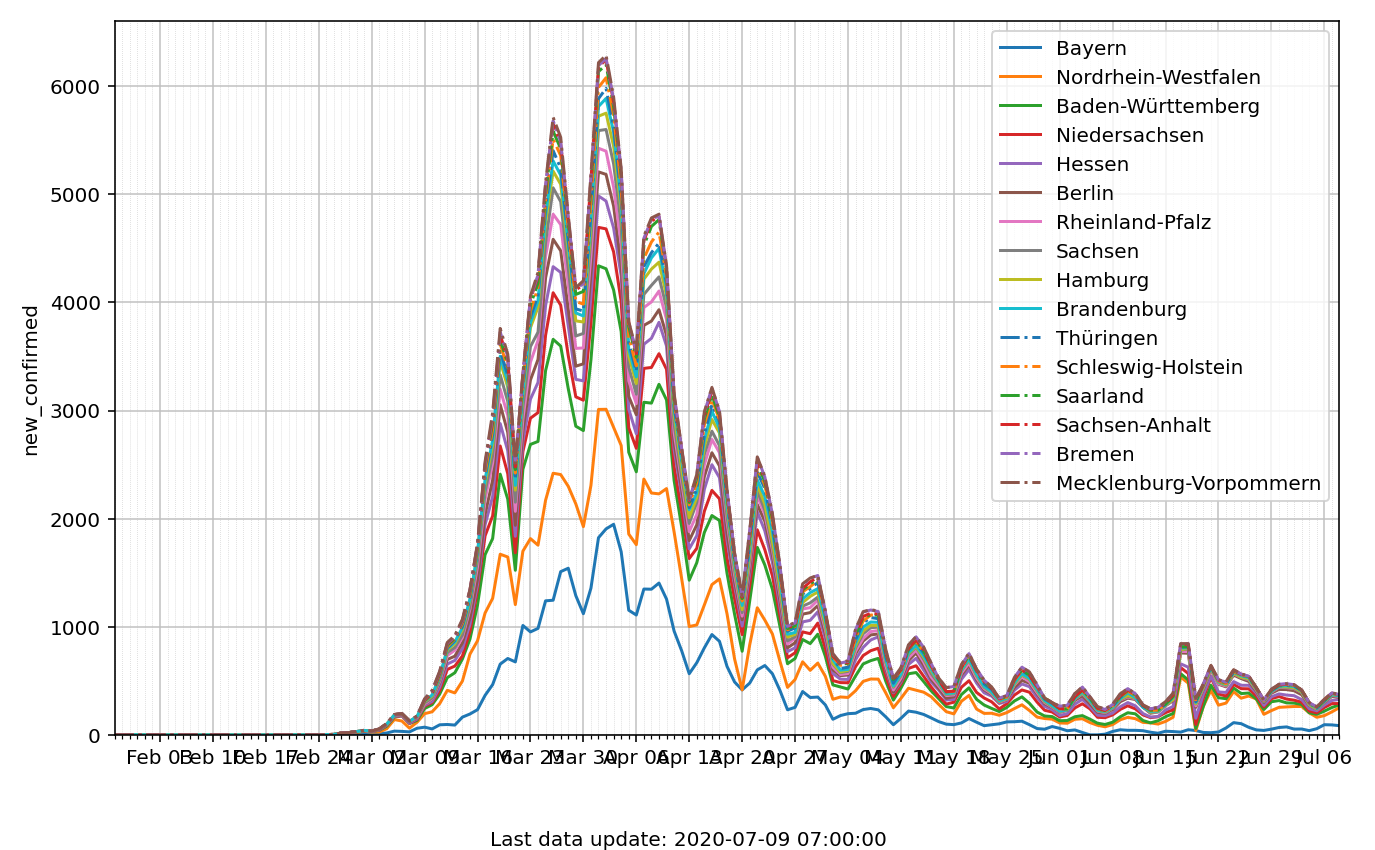 new_confirmed
6000
5000
4000
3000
2000
1000
0
Bayern
Nordrhein-Westfalen
Baden-Württemberg
Niedersachsen
Hessen
Berlin
Rheinland-Pfalz
Sachsen
Hamburg
Brandenburg
Thüringen
Schleswig-Holstein
Saarland
Sachsen-Anhalt
Bremen
Mecklenburg-Vorpommern
Feb 03 Feb 10 Feb 17 Feb 24 Mar 02 Mar 09 Mar 16 Mar 23 Mar 30 Apr 06 Apr 13 Apr 20 Apr 27 May 04 May 11 May 18 May 25 Jun 01 Jun 08 Jun 15 Jun 22 Jun 29 Jul 06
Last data update: 2020-07-09 07:00:00